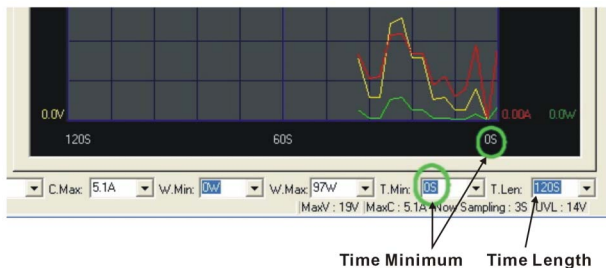 0.0V 0.00A 0.0W
120S 60S 0S
C.Max: 5.1A W.Min: 0W W.Max: 97W T.Min: 0S T.Len: 120S
MaxV : 19V MaxC : 5.1A Now Sampling : 3S UVL : 14V
Time Minimum Time Length